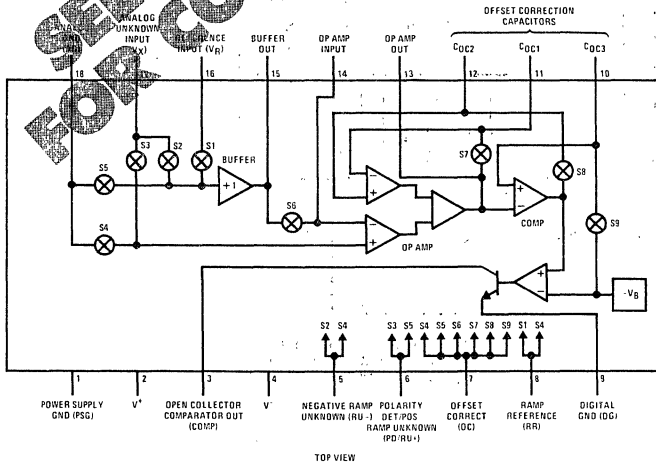 OFFSET CORRECTION
CAPACITORS
ANALOG
UNKNOWN
INPUT
(VX)
REFERENCE
INPUT (VR)
BUFFER
OUT
OP AMP
INPUT
OP AMP
OUT
COC2
COC1
COC3
18
16
15
14
13
12
11
10
S3
S2
S1
S5
S4
BUFFER
+1
S6
S7
S8
S9
-
+
-
+
OP AMP
+
-
COMP
+
-
-VB
S2 S4
S3 S5
S4 S5 S6 S7 S8 S9
S1 S4
1
2
3
4
5
6
7
8
9
POWER SUPPLY
GND (PSG)
V+
OPEN COLLECTOR
COMPARATOR OUT
(COMP)
V-
NEGATIVE RAMP
UNKNOWN (RU -)
POLARITY
DET/POS
RAMP UNKNOWN
(PD/RU+)
OFFSET
CORRECT
(OC)
RAMP
REFERENCE
(RR)
DIGITAL
GND (DG)
TOP VIEW
FOR